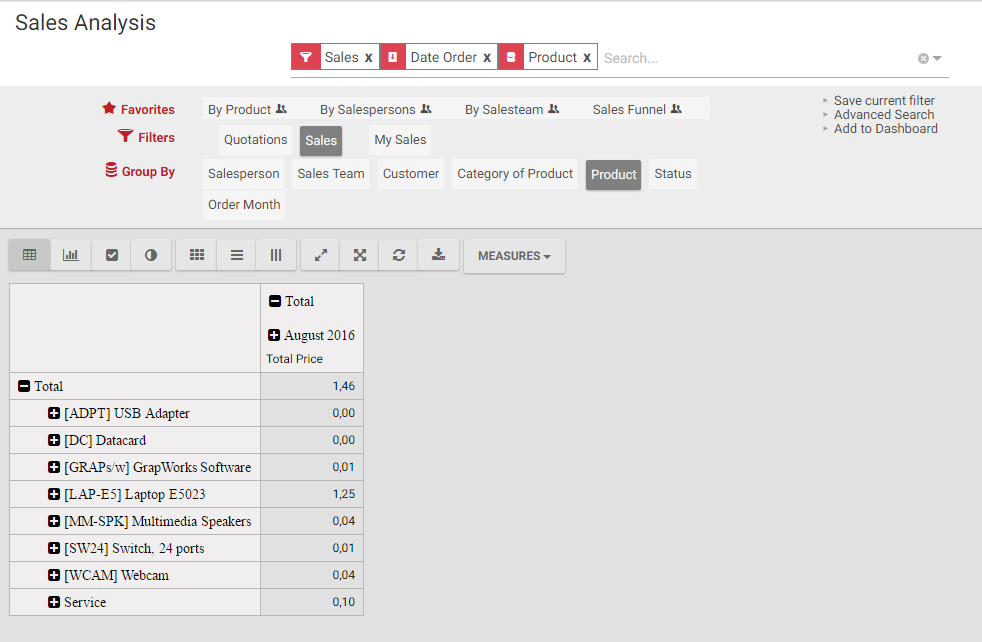 Sales Analysis
Sales x Date Order x Product x Search...
Favorites By Product By Salespersons By Salesteam Sales Funnel
Save current filter
Advanced Search
Add to Dashboard
Filters Quotations Sales My Sales
Group By Salesperson Sales Team Customer Category of Product Product Status
Order Month
MEASURES
Total
August 2016
Total Price
Total 1,46
[ADPT] USB Adapter 0,00
[DC] Datacard 0,00
[GRAPs/w] GrapWorks Software 0,01
[LAP-E5] Laptop E5023 1,25
[MM-SPK] Multimedia Speakers 0,04
[SW24] Switch, 24 ports 0,01
[WCAM] Webcam 0,04
Service 0,10